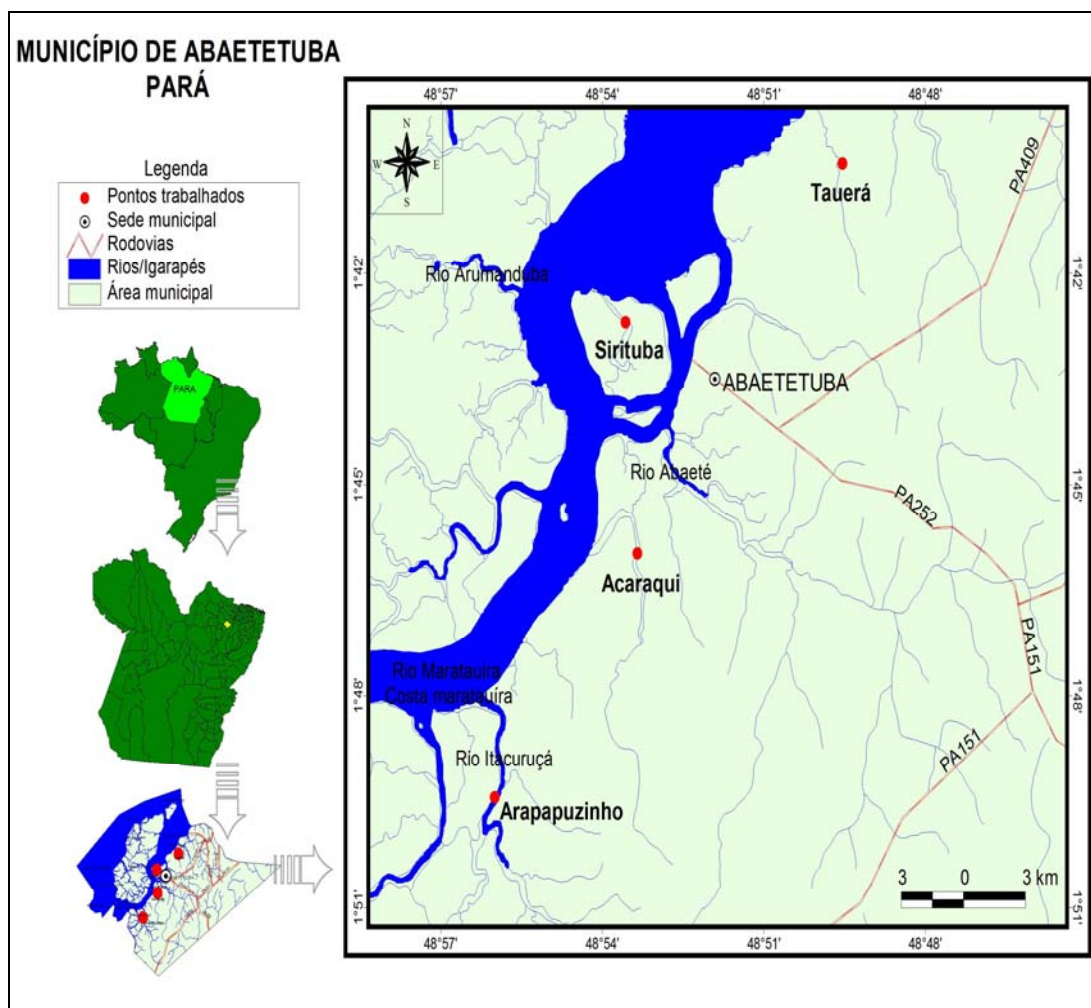 MUNICÍPIO DE ABAETETUBA
PARÁ
Legenda
Pontos trabalhados
Sede municipal
Rodovias
Rios/Igarapés
Área municipal
PARÁ
48°57'
48°54'
48°51'
48°48'
N
W
E
S
Tauerá
PA409
1°42'
1°42'
Rio Arumanduba
Sirituba
ABAETETUBA
1°45'
1°45'
Rio Abaeté
PA252
Acaraqui
PA151
Rio Maratauira
Costa maratauíra
1°48'
1°48'
Rio Itacuruçá
PA151
Arapapuzinho
3 0 3 km
1°51'
1°51'
48°57'
48°54'
48°51'
48°48'